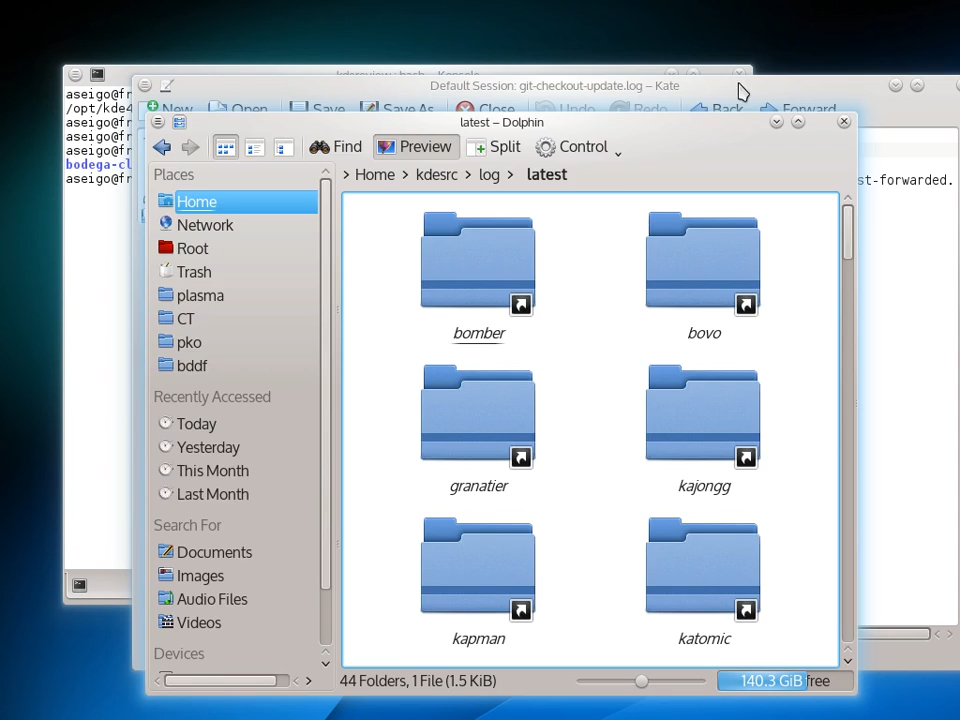 kdereview : bash – Konsole
Default Session: git-checkout-update.log – Kate
aseigo@fr
/opt/kde4
aseigo@fr
aseigo@fr
aseigo@fr
bodega-cl
aseigo@fr
New Open Save Save As Close Undo Redo Back Forward
st-forwarded.
latest – Dolphin
Find Preview Split Control
Places
> Home > kdesrc > log > latest
Home
Network
Root
Trash
plasma
CT
pko
bddf
Recently Accessed
Today
Yesterday
This Month
Last Month
Search For
Documents
Images
Audio Files
Videos
Devices
bomber
bovo
granatier
kajongg
kapman
katomic
44 Folders, 1 File (1.5 KiB)
140.3 GiB free